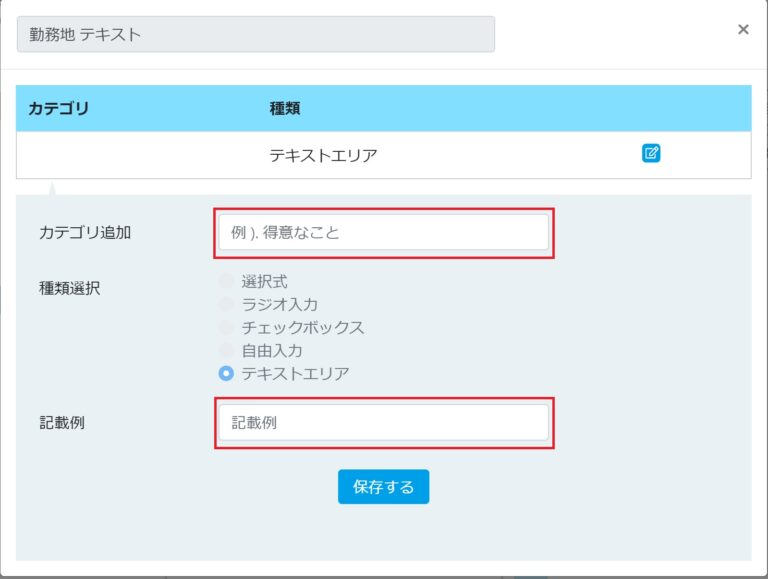 勤務地 テキスト
×
カテゴリ 種類
テキストエリア
カテゴリ追加 例 ). 得意なこと
種類選択 選択式
ラジオ入力
チェックボックス
自由入力
テキストエリア
記載例 記載例
保存する